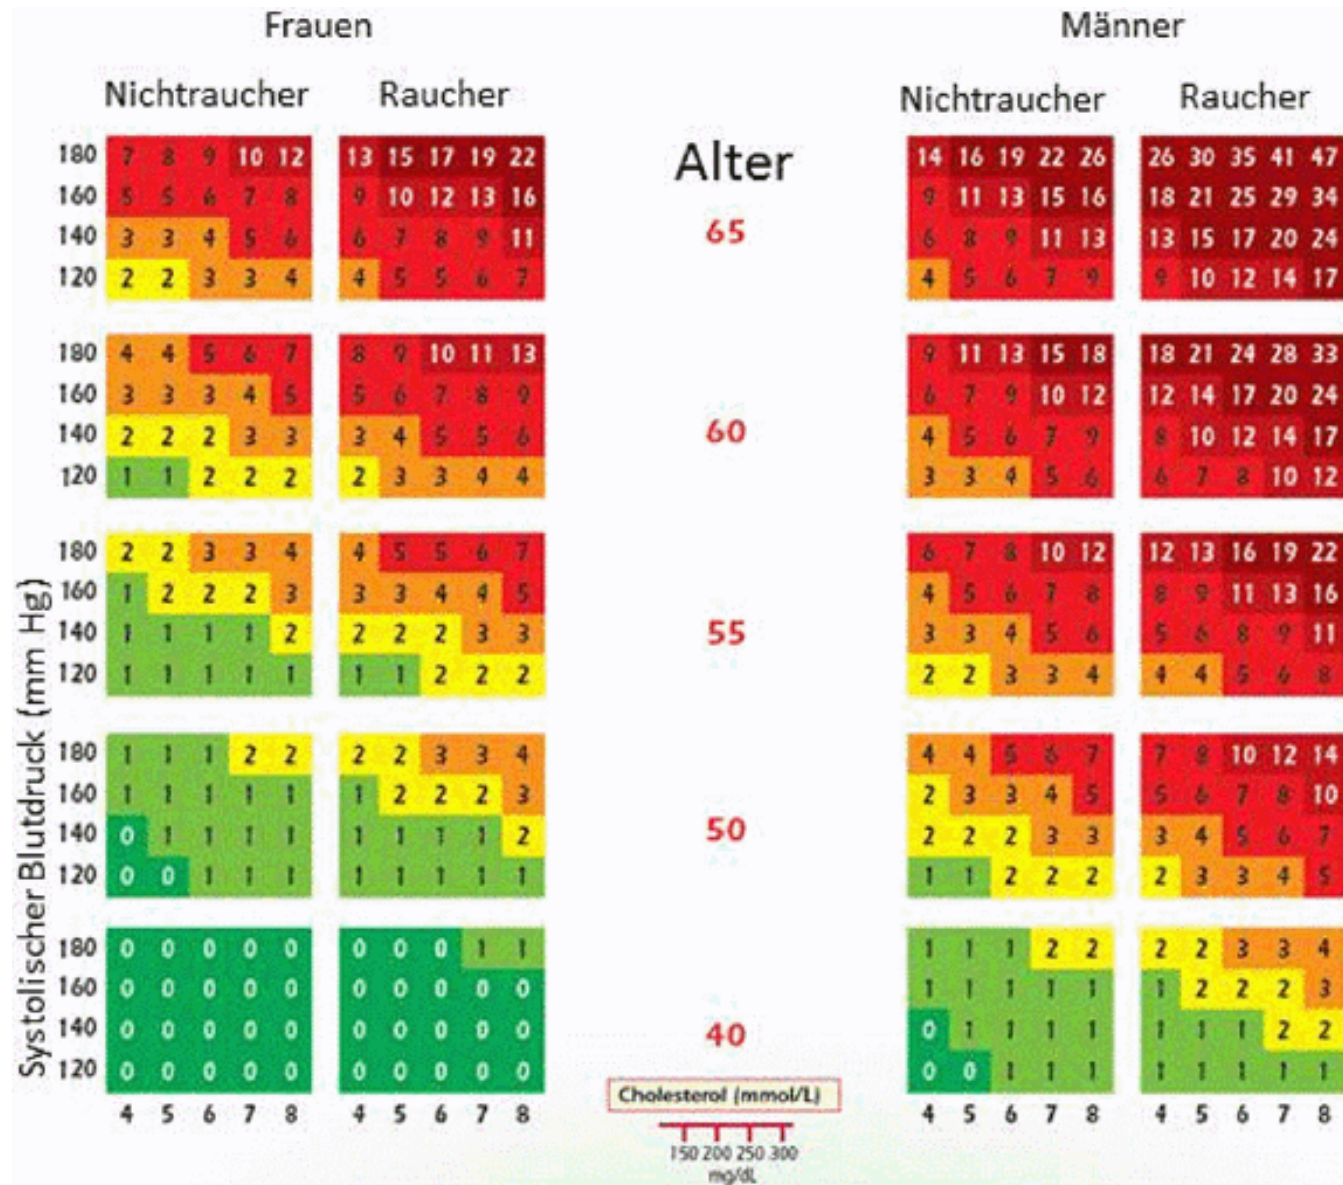 Frauen Männer
Nichtraucher Raucher Nichtraucher Raucher
Alter
Systolischer Blutdruck (mm Hg)
180 7 8 9 10 12 13 15 17 19 22 14 16 19 22 26 26 30 35 41 47
160 5 5 6 7 8 9 10 12 13 16 9 11 13 15 16 18 21 25 29 34
65
140 3 3 4 5 6 6 7 8 9 11 6 8 9 11 13 13 15 17 20 24
120 2 2 3 3 4 4 5 5 6 7 4 5 6 7 9 9 10 12 14 17
180 4 4 5 6 7 8 9 10 11 13 9 11 13 15 18 18 21 24 28 33
160 3 3 3 4 5 5 6 7 8 9 6 7 9 10 12 12 14 17 20 24
60
140 2 2 2 3 3 3 4 5 5 6 4 5 6 7 9 8 10 12 14 17
120 1 1 2 2 2 2 3 3 4 4 3 3 4 5 6 6 7 8 10 12
180 2 2 3 3 4 4 5 5 6 7 6 7 8 10 12 12 13 16 19 22
160 1 2 2 2 3 3 3 4 4 5 4 5 6 7 8 8 9 11 13 16
55
140 1 1 1 1 2 2 2 2 3 3 3 3 4 5 6 5 6 8 9 11
120 1 1 1 1 1 1 1 2 2 2 2 2 3 3 4 4 4 5 6 8
180 1 1 1 2 2 2 2 3 3 4 4 4 5 6 7 7 8 10 12 14
160 1 1 1 1 1 1 2 2 2 3 2 3 3 4 5 5 6 7 8 10
50
140 0 1 1 1 1 1 1 1 1 2 2 2 2 3 3 3 4 5 6 7
120 0 0 1 1 1 1 1 1 1 1 1 1 2 2 2 2 3 3 4 5
180 0 0 0 0 0 0 0 0 1 1 1 1 1 2 2 2 2 3 3 4
160 0 0 0 0 0 0 0 0 0 0 1 1 1 1 1 1 2 2 2 3
40
140 0 0 0 0 0 0 0 0 0 0 0 1 1 1 1 1 1 1 2 2
120 0 0 0 0 0 0 0 0 0 0 0 0 1 1 1 1 1 1 1 1
4 5 6 7 8 4 5 6 7 8 4 5 6 7 8 4 5 6 7 8
Cholesterol (mmol/L)
150 200 250 300
mg/dL